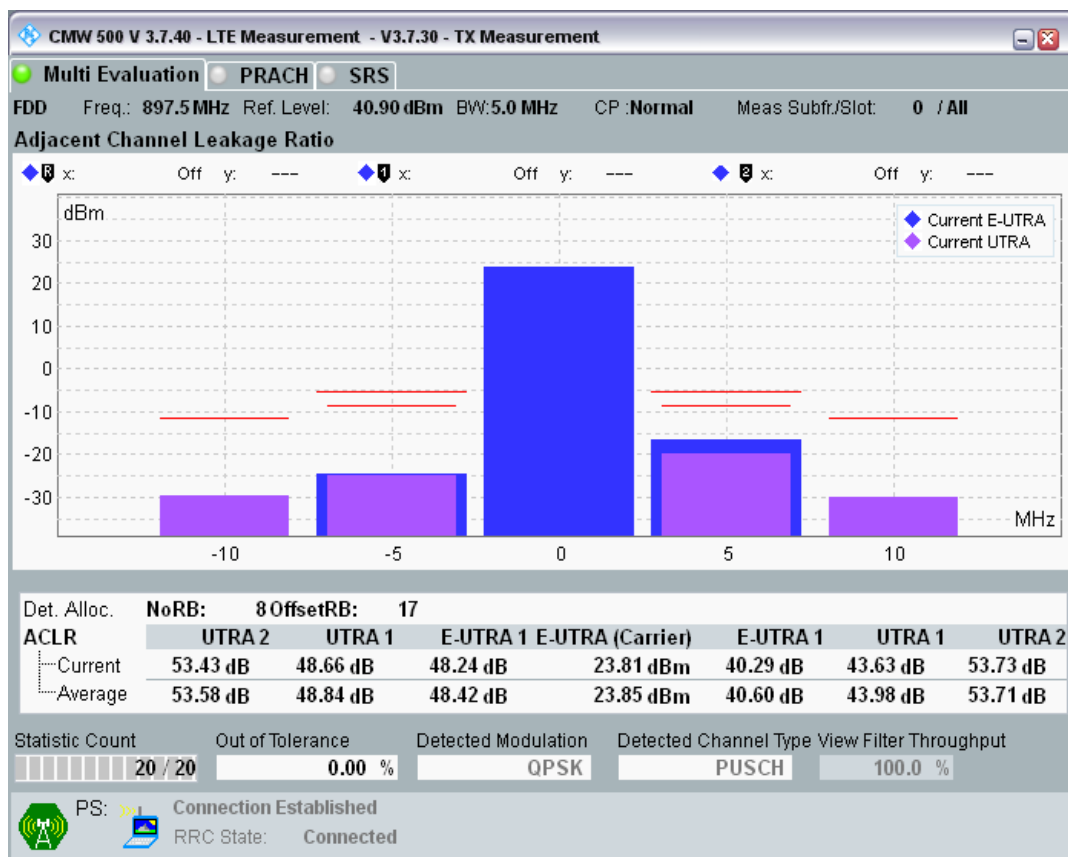 CMW 500 V 3.7.40 - LTE Measurement - V3.7.30 - TX Measurement
Multi Evaluation PRACH SRS
FDD Freq.: 897.5 MHz Ref. Level: 40.90 dBm BW:5.0 MHz CP :Normal Meas Subfr./Slot: 0 / All
Adjacent Channel Leakage Ratio
R x: Off y: --- 1 x: Off y: --- 2 x: Off y: ---
dBm
Current E-UTRA
Current UTRA
30
20
10
0
-10
-20
-30
MHz
-10 -5 0 5 10
Det. Alloc. NoRB: 8 OffsetRB: 17
ACLR UTRA 2 UTRA 1 E-UTRA 1 E-UTRA (Carrier) E-UTRA 1 UTRA 1 UTRA 2
Current 53.43 dB 48.66 dB 48.24 dB 23.81 dBm 40.29 dB 43.63 dB 53.73 dB
Average 53.58 dB 48.84 dB 48.42 dB 23.85 dBm 40.60 dB 43.98 dB 53.71 dB
Statistic Count Out of Tolerance Detected Modulation Detected Channel Type View Filter Throughput
20 / 20 0.00 % QPSK PUSCH 100.0 %
PS: Connection Established
RRC State: Connected